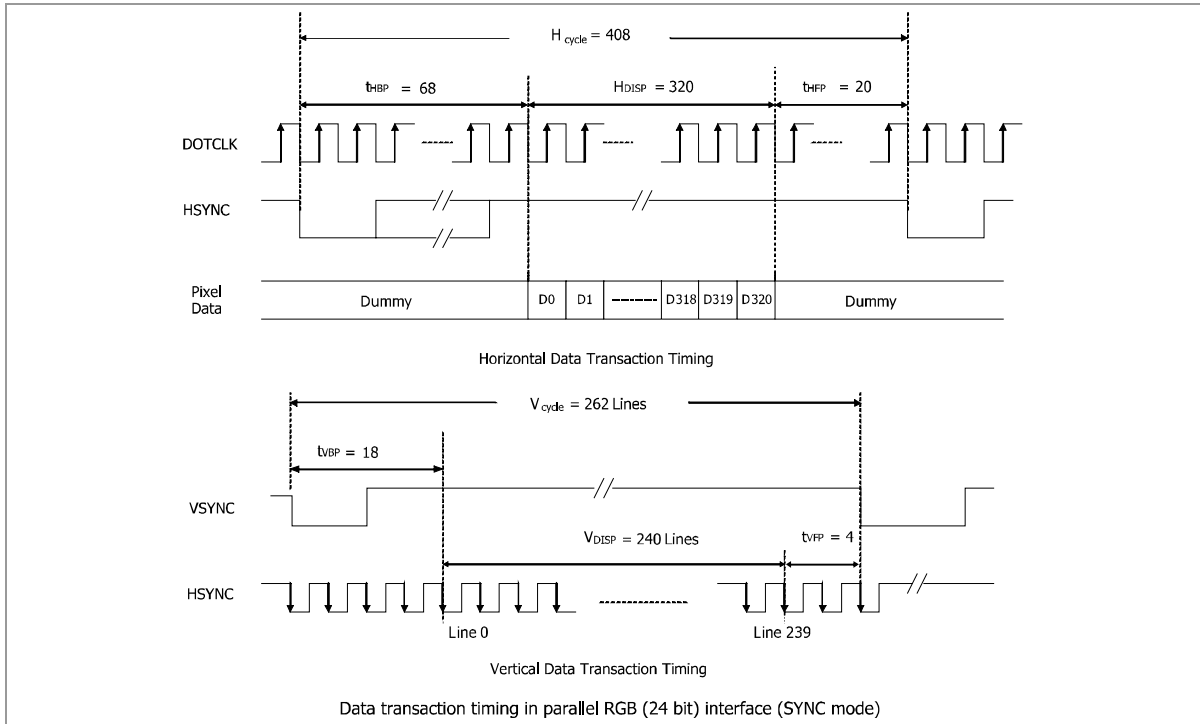 H cycle = 408
tHBP = 68
HDISP = 320
tHFP = 20
DOTCLK
HSYNC
Pixel
Data
Dummy
D0
D1
D318
D319
D320
Dummy
Horizontal Data Transaction Timing
V cycle = 262 Lines
tVBP = 18
VSYNC
VDISP = 240 Lines
tVFP = 4
HSYNC
Line 0
Line 239
Vertical Data Transaction Timing
Data transaction timing in parallel RGB (24 bit) interface (SYNC mode)